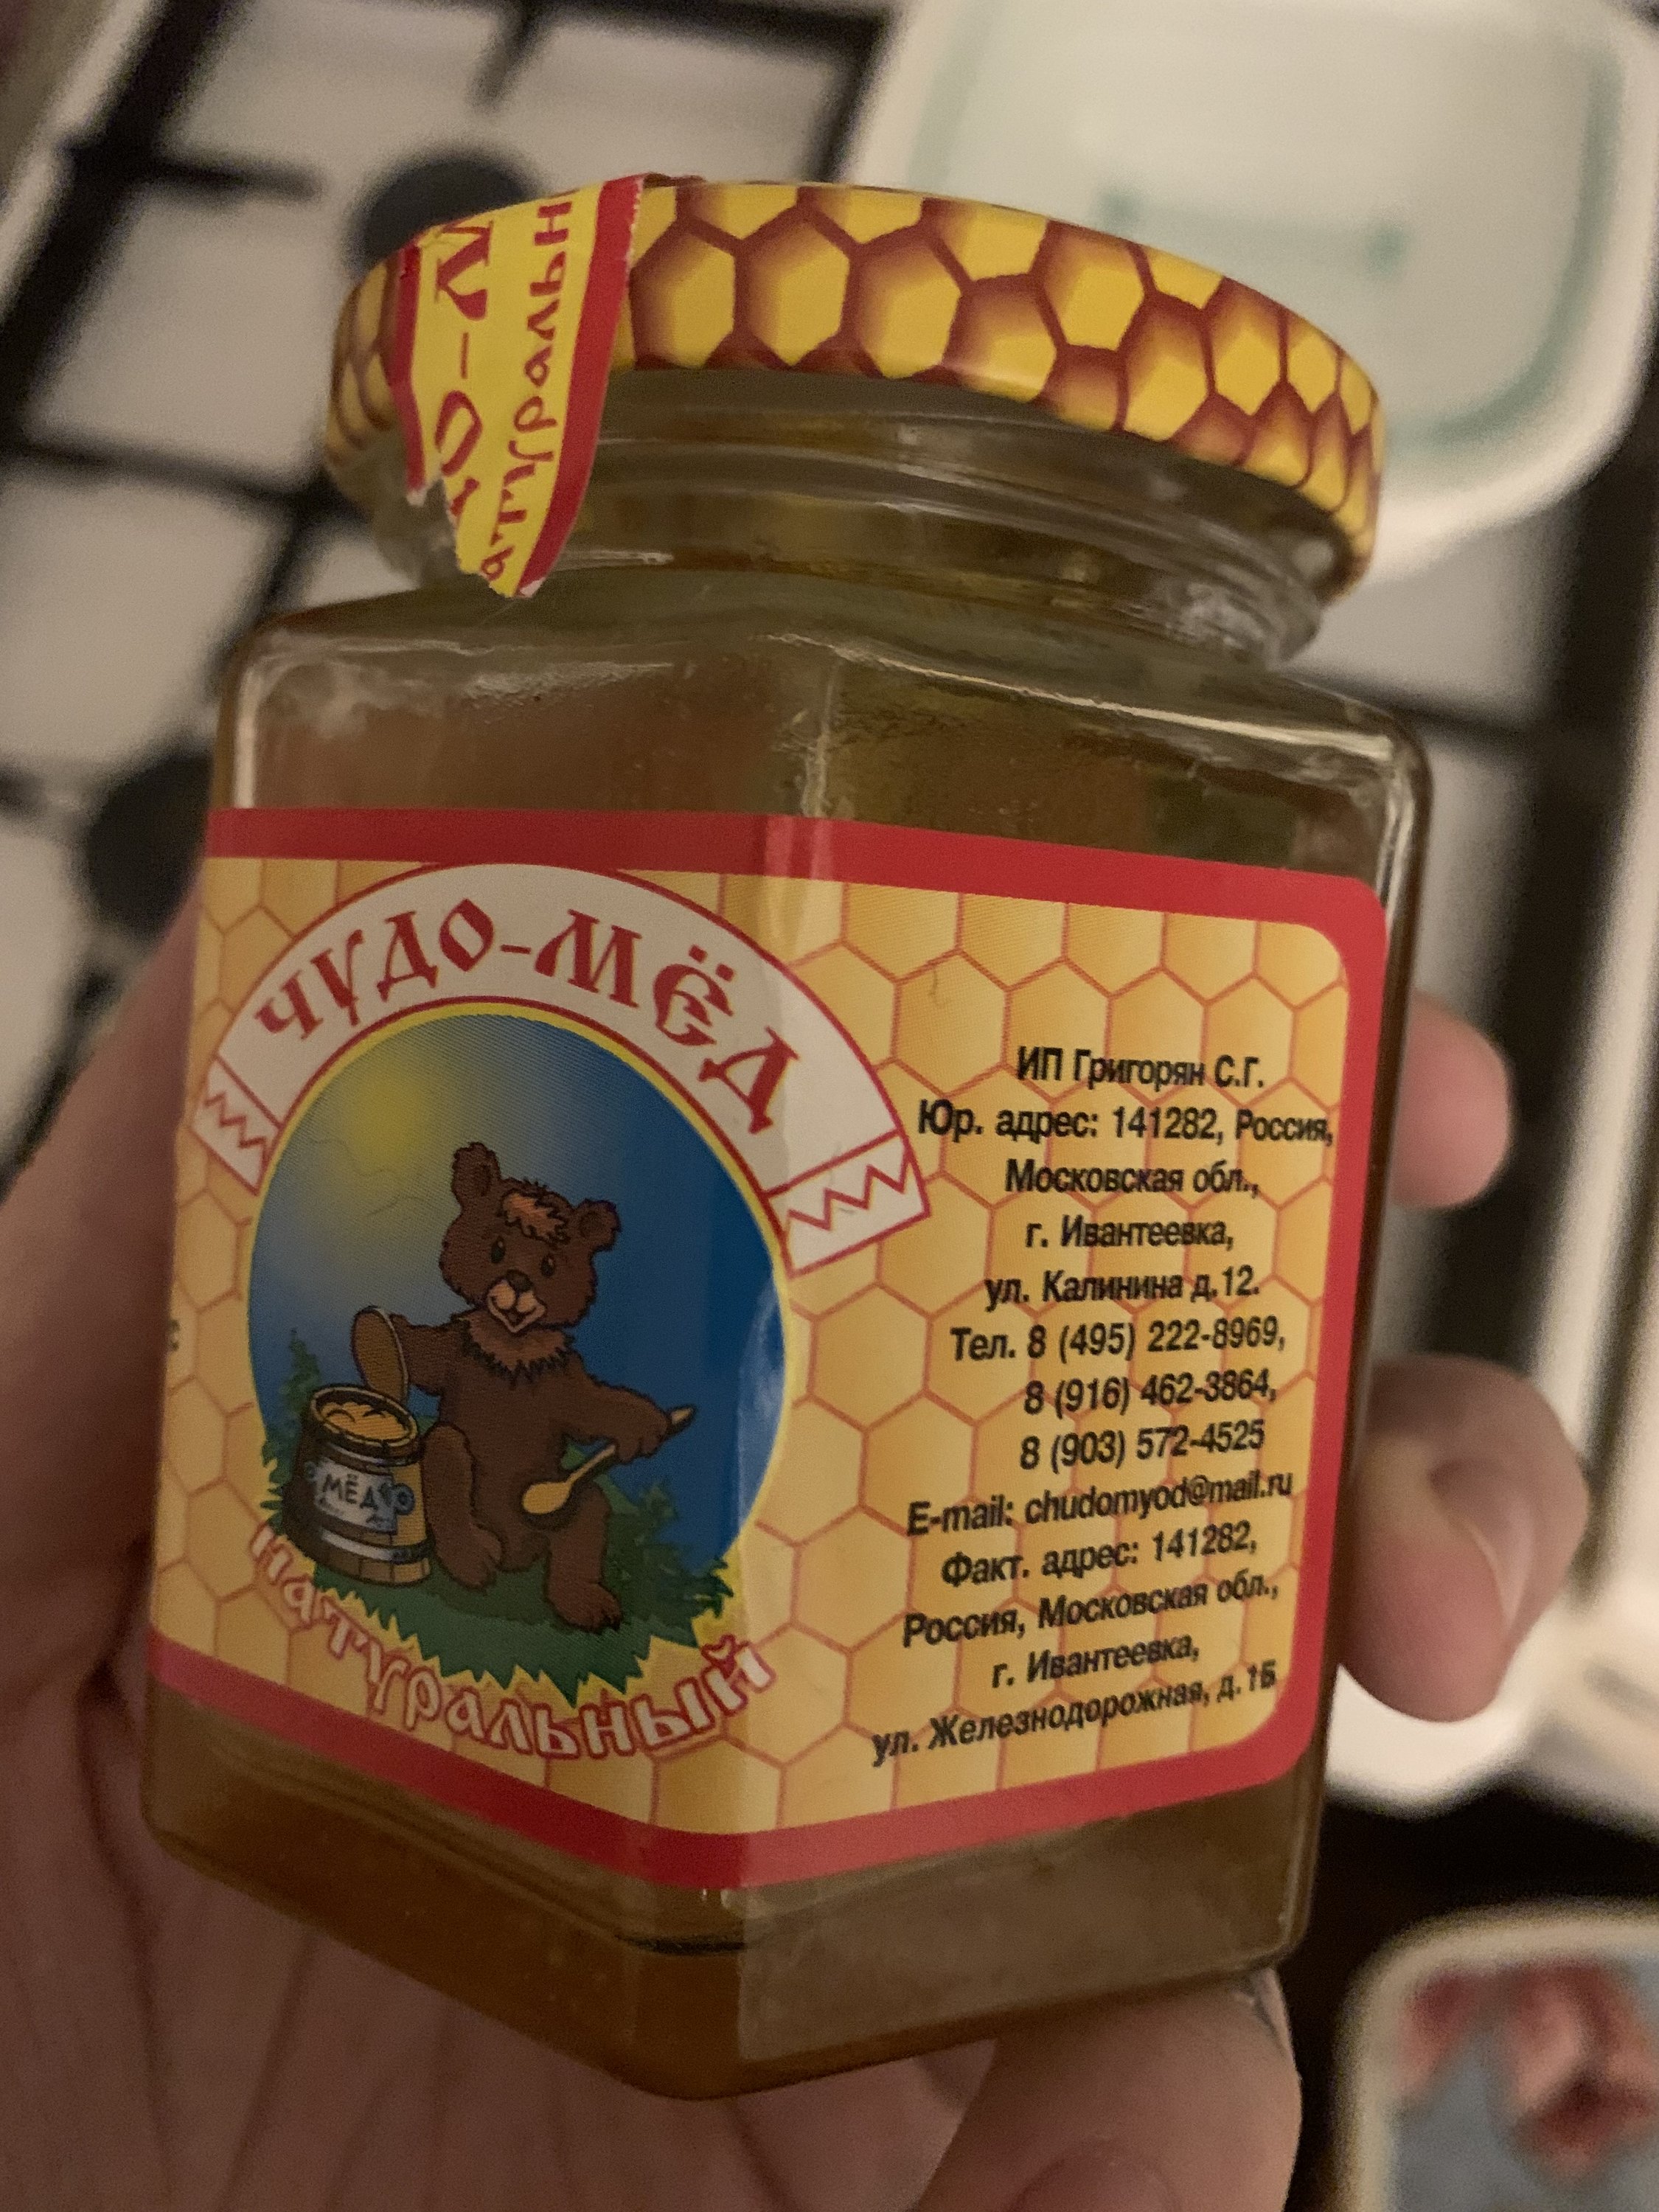 ЧУДО-МЁД
МЁД
натуральный
ИП Григорян С.Г.
Юр. адрес: 141282, Россия,
Московская обл.,
г. Ивантеевка,
ул. Калинина д.12.
Тел. 8 (495) 222-8969,
8 (916) 462-3864,
8 (903) 572-4525
E-mail: chudomyod@mail.ru
Факт. адрес: 141282,
Россия, Московская обл.,
г. Ивантеевка,
ул. Железнодорожная, д.1Б